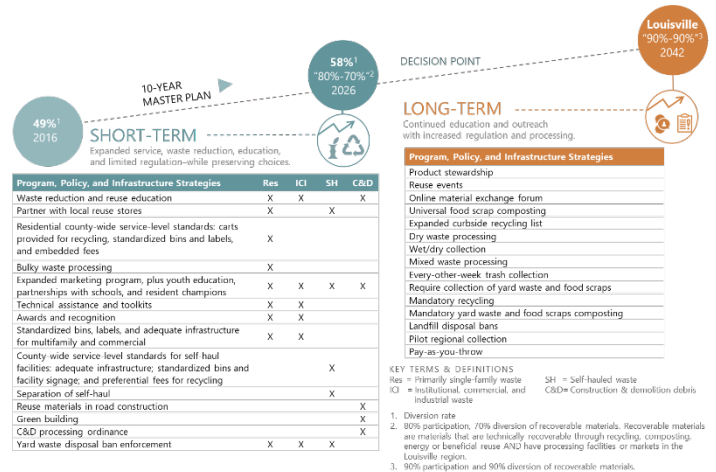 Louisville
"90%-90%"3
2042
58%1
"80%-70%"2
2026
DECISION POINT
10-YEAR
MASTER PLAN
49%1
2016
SHORT-TERM
Expanded service, waste reduction, education,
and limited regulation–while preserving choices.
LONG-TERM
Continued education and outreach
with increased regulation and processing.
Program, Policy, and Infrastructure Strategies Res ICI SH C&D
Waste reduction and reuse education X X X
Partner with local reuse stores X X
Residential county-wide service-level standards: carts
provided for recycling, standardized bins and labels, X
and embedded fees
Bulky waste processing X
Expanded marketing program, plus youth education, X X X X
partnerships with schools, and resident champions
Technical assistance and toolkits X X
Awards and recognition X X
Standardized bins, labels, and adequate infrastructure X X
for multifamily and commercial
County-wide service-level standards for self-haul
facilities: adequate infrastructure; standardized bins and X
facility signage; and preferential fees for recycling
Separation of self-haul X
Reuse materials in road construction X
Green building X
C&D processing ordinance X
Yard waste disposal ban enforcement X X X
Program, Policy, and Infrastructure Strategies
Product stewardship
Reuse events
Online material exchange forum
Universal food scrap composting
Expanded curbside recycling list
Dry waste processing
Wet/dry collection
Mixed waste processing
Every-other-week trash collection
Require collection of yard waste and food scraps
Mandatory recycling
Mandatory yard waste and food scraps composting
Landfill disposal bans
Pilot regional collection
Pay-as-you-throw
KEY TERMS & DEFINITIONS
Res = Primarily single-family waste SH = Self-hauled waste
ICI = Institutional, commercial, and C&D= Construction & demolition debris
industrial waste
1. Diversion rate
2. 80% participation, 70% diversion of recoverable materials. Recoverable materials
are materials that are technically recoverable through recycling, composting,
energy or beneficial reuse AND have processing facilities or markets in the
Louisville region.
3. 90% participation and 90% diversion of recoverable materials.